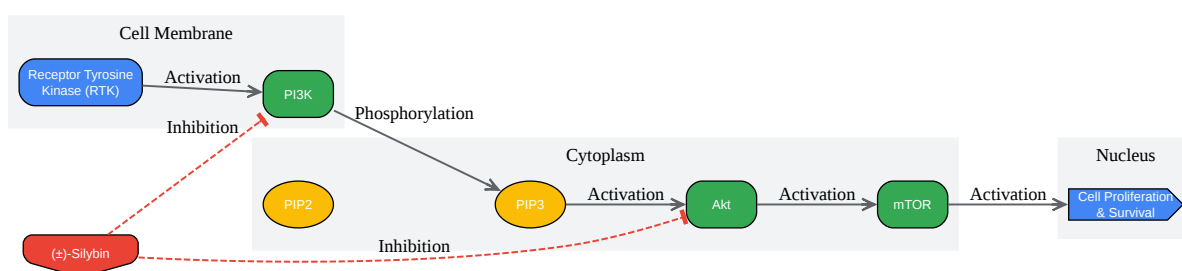 Cell Membrane
Receptor Tyrosine
Kinase (RTK)
Activation
PI3K
Inhibition
Phosphorylation
Cytoplasm
Nucleus
PIP2
PIP3
Activation
Akt
Activation
mTOR
Activation
Cell Proliferation
& Survival
(±)-Silybin
Inhibition